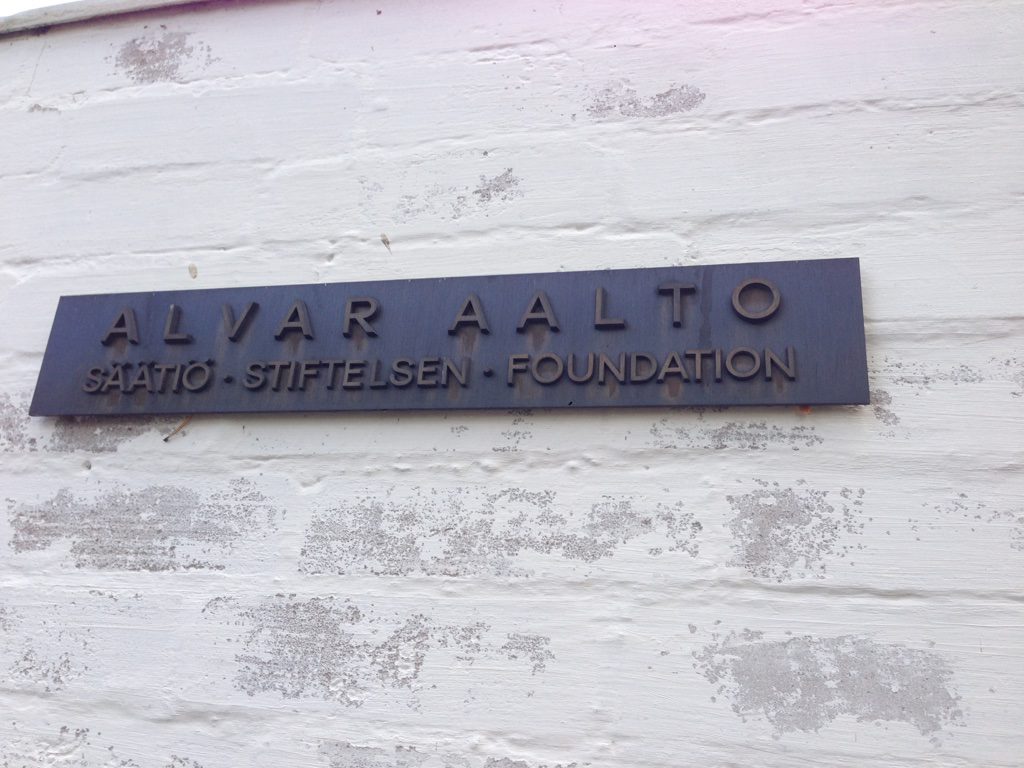 ALVAR AALTO
SÄÄTIÖ · STIFTELSEN · FOUNDATION